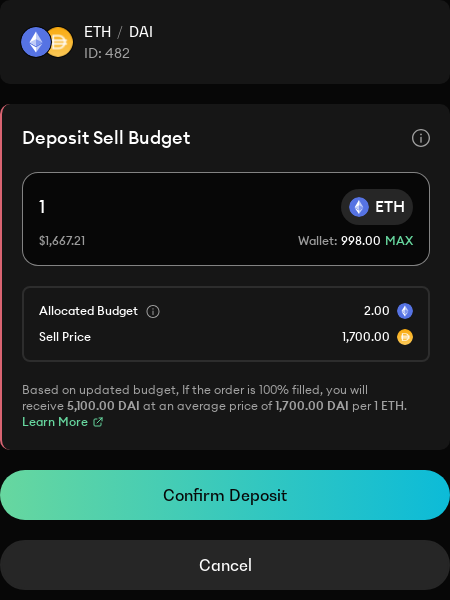 ETH / DAI
ID: 482
Deposit Sell Budget
1 ETH
$1,667.21 Wallet: 998.00 MAX
Allocated Budget 2.00
Sell Price 1,700.00
Based on updated budget, If the order is 100% filled, you will
receive 5,100.00 DAI at an average price of 1,700.00 DAI per 1 ETH.
Learn More
Confirm Deposit
Cancel